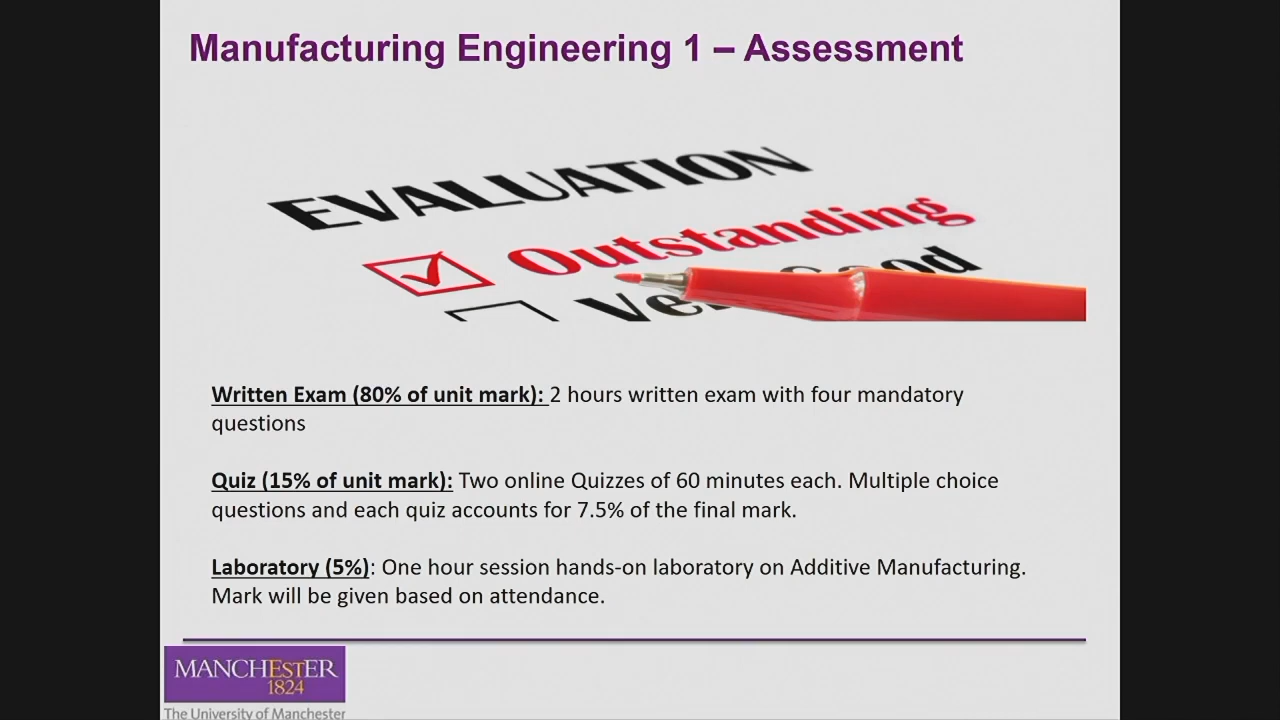 Manufacturing Engineering 1 – Assessment
EVALUATION
Outstanding
Written Exam (80% of unit mark): 2 hours written exam with four mandatory
questions
Quiz (15% of unit mark): Two online Quizzes of 60 minutes each. Multiple choice
questions and each quiz accounts for 7.5% of the final mark.
Laboratory (5%): One hour session hands-on laboratory on Additive Manufacturing.
Mark will be given based on attendance.
MANCHESTER
1824
The University of Manchester